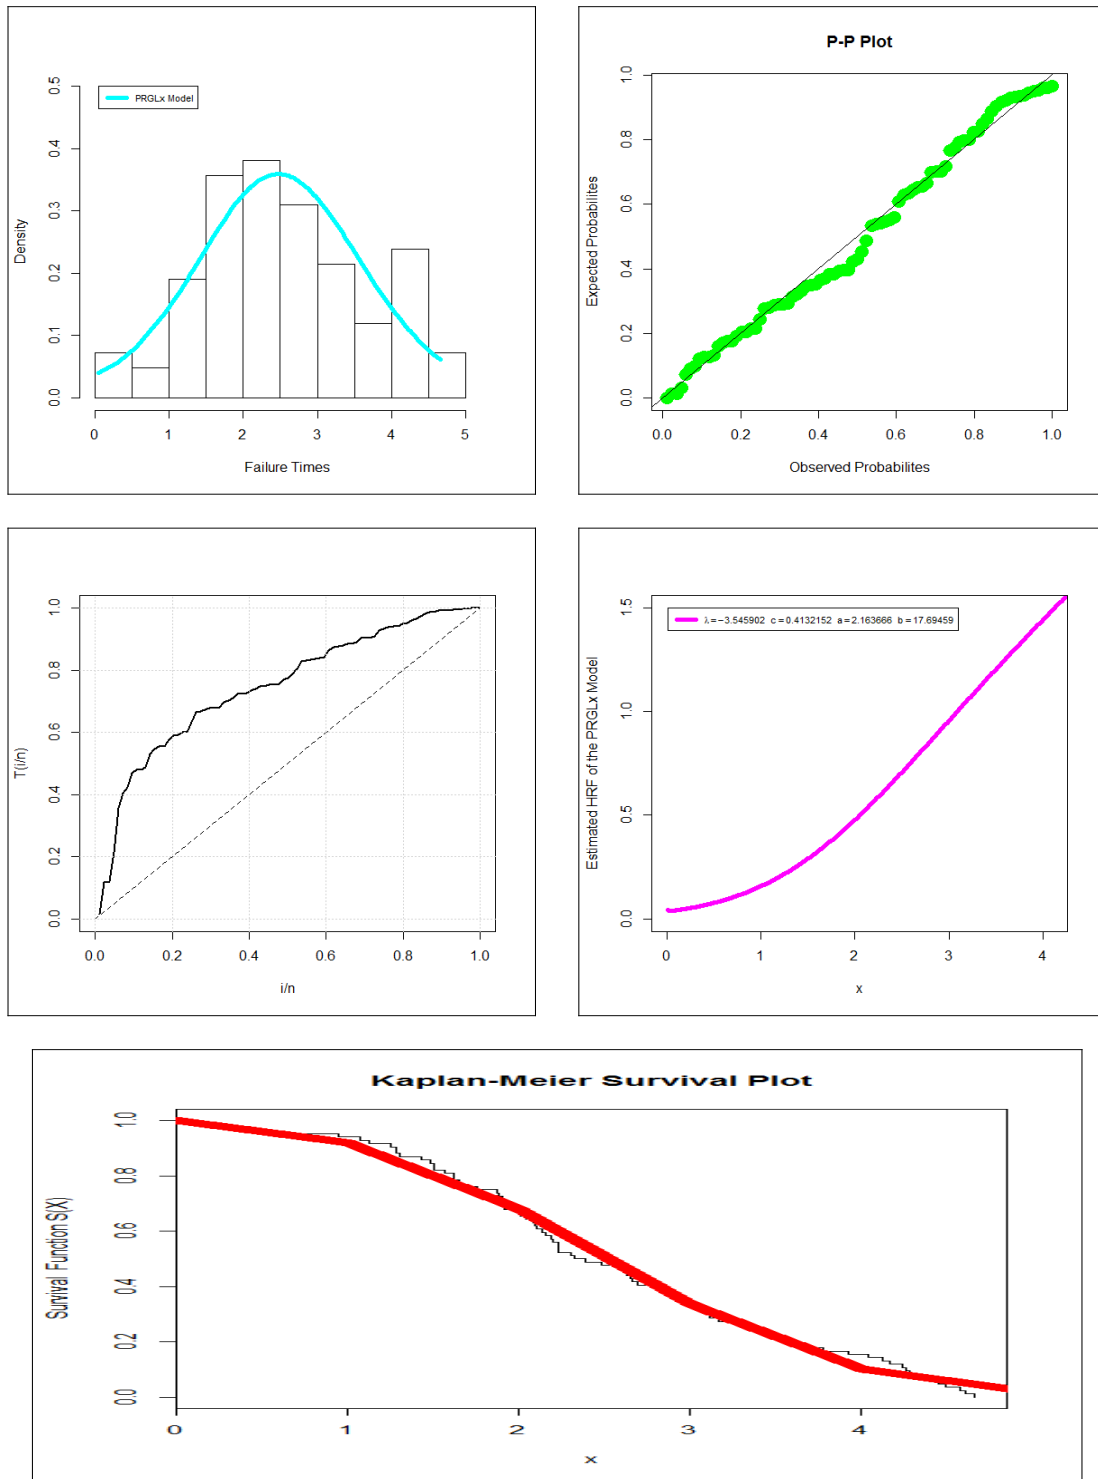 PRGLx Model
Density
0.0 0.1 0.2 0.3 0.4 0.5
0 1 2 3 4 5
Failure Times
P-P Plot
Expected Probabilities
0.0 0.2 0.4 0.6 0.8 1.0
0.0 0.2 0.4 0.6 0.8 1.0
Observed Probabilites
T(i/n)
0.0 0.2 0.4 0.6 0.8 1.0
0.0 0.2 0.4 0.6 0.8 1.0
i/n
λ=−3.545902 c=0.4132152 a=2.163666 b=17.69459
Estimated HRF of the PRGLx Model
0.0 0.5 1.0 1.5
0 1 2 3 4
x
Kaplan-Meier Survival Plot
Survival Function S(X)
0.0 0.2 0.4 0.6 0.8 1.0
0 1 2 3 4
x